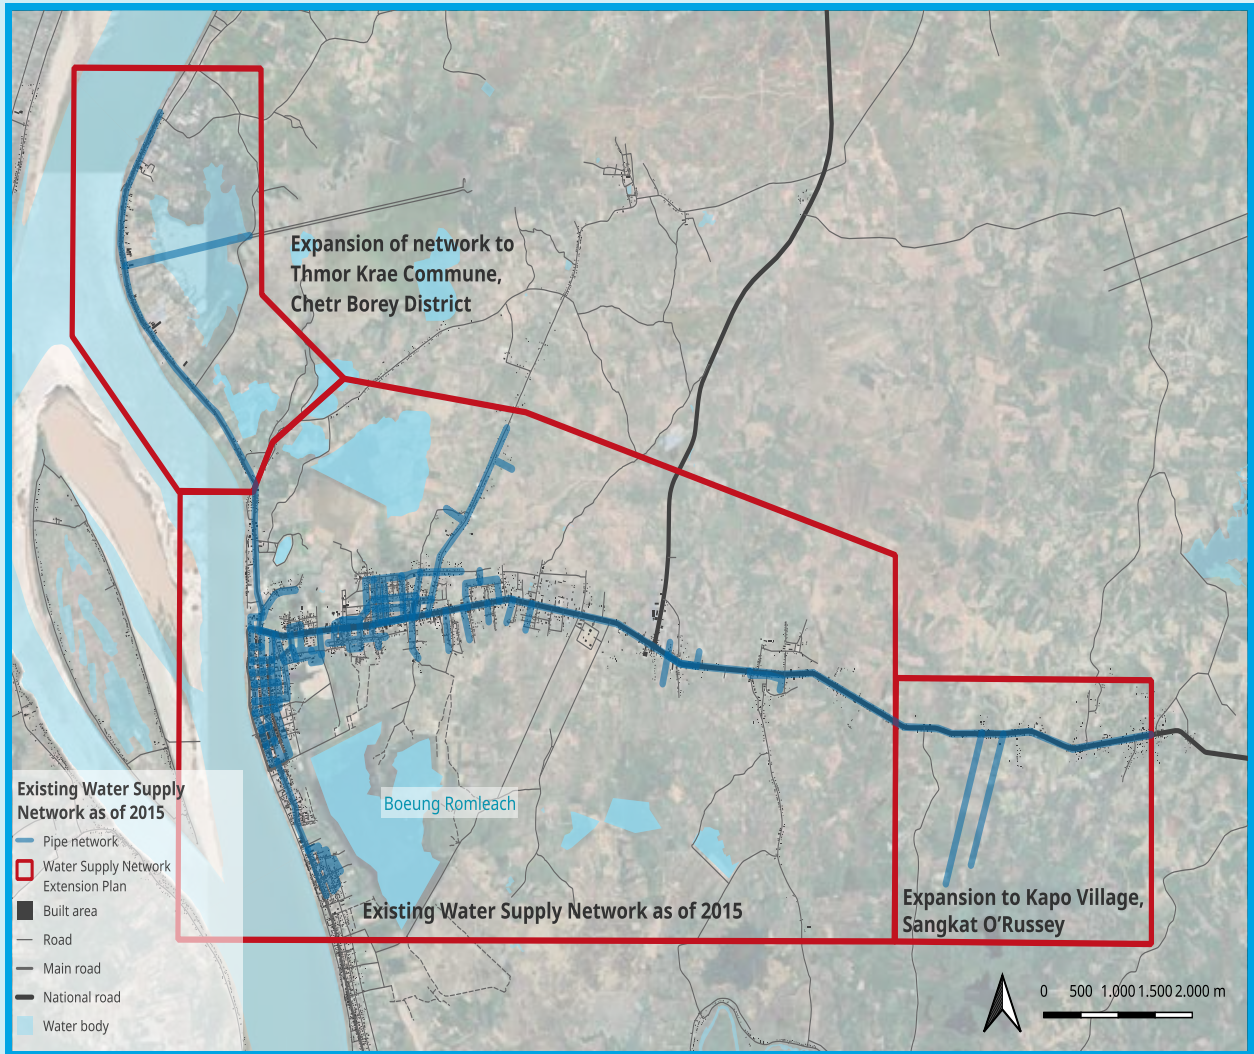 Expansion of network to
Thmor Krae Commune,
Chetr Borey District
Boeung Romleach
Existing Water Supply Network as of 2015
Expansion to Kapo Village,
Sangkat O’Russey
Existing Water Supply
Network as of 2015
Pipe network
Water Supply Network
Extension Plan
Built area
Road
Main road
National road
Water body
0 500 1.000 1.500 2.000 m